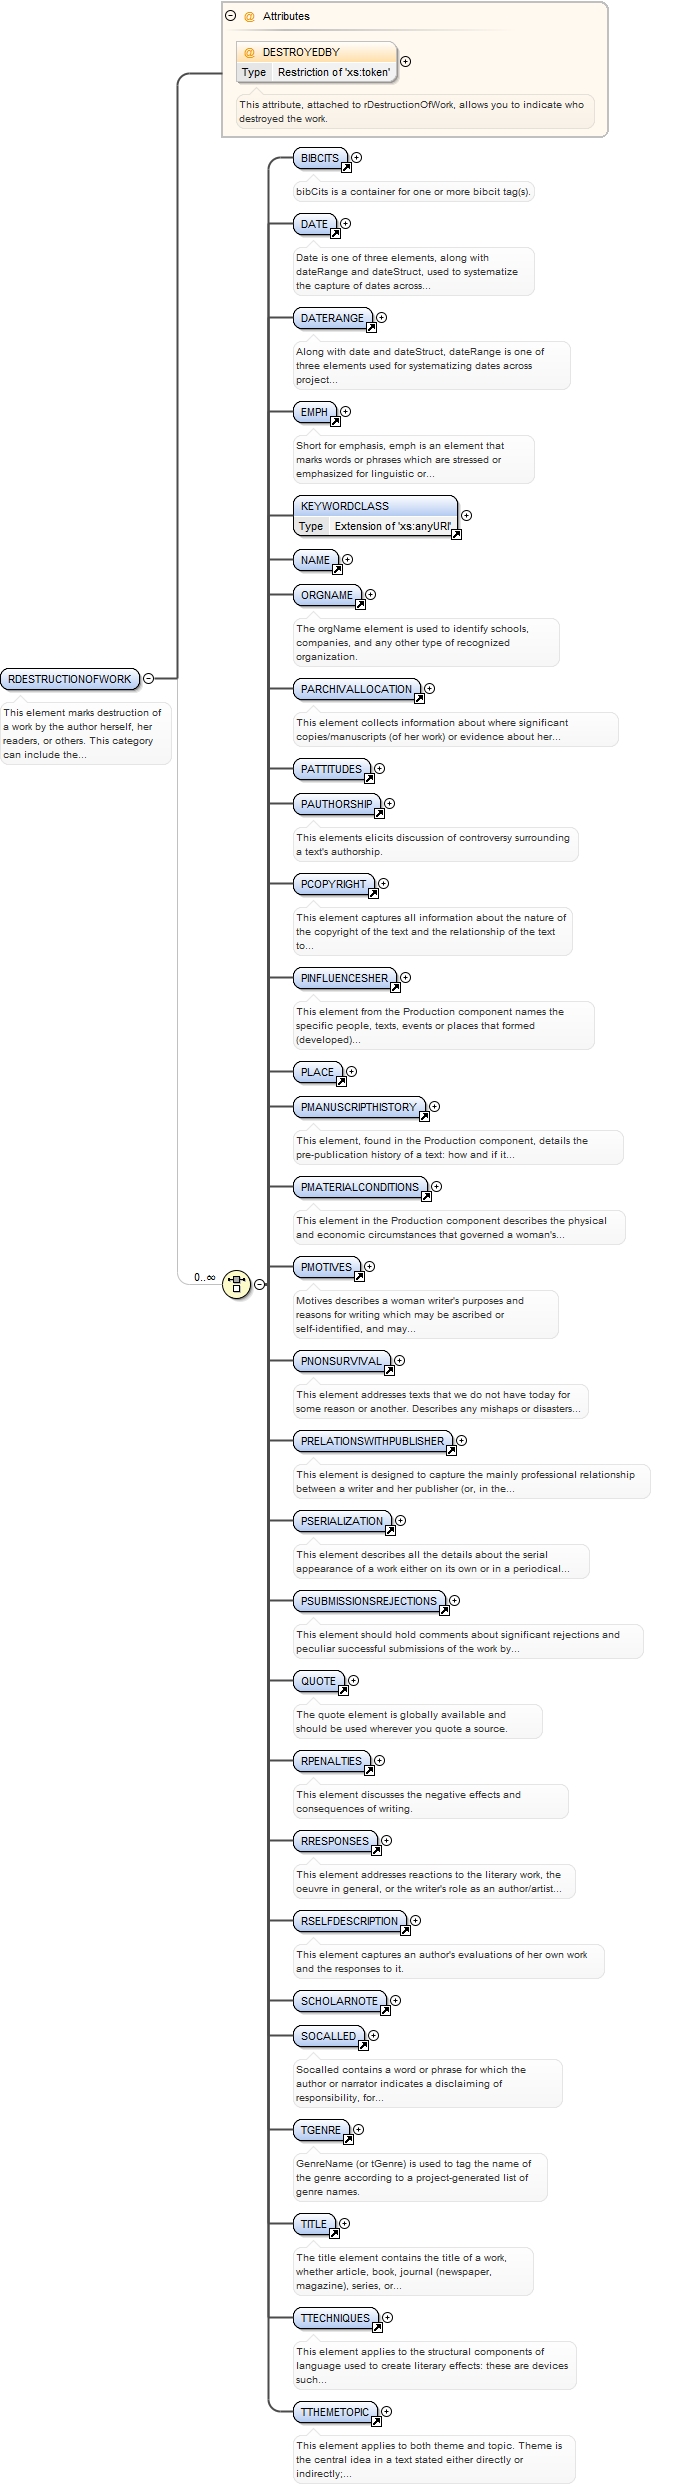 @ Attributes
@ DESTROYEDBY
Type Restriction of 'xs:token'
This attribute, attached to rDestructionOfWork, allows you to indicate who
destroyed the work.
BIBCITS
bibCits is a container for one or more bibcit tag(s).
DATE
Date is one of three elements, along with
dateRange and dateStruct, used to systematize
the capture of dates across...
DATERANGE
Along with date and dateStruct, dateRange is one of
three elements used for systematizing dates across
project...
EMPH
Short for emphasis, emph is an element that
marks words or phrases which are stressed or
emphasized for linguistic or...
KEYWORDCLASS
Type Extension of 'xs:anyURI'
NAME
ORGNAME
The orgName element is used to identify schools,
companies, and any other type of recognized
organization.
RDESTRUCTIONOFWORK
This element marks destruction of
a work by the author herself, her
readers, or others. This category
can include the...
PARCHIVALLOCATION
This element collects information about where significant
copies/manuscripts (of her work) or evidence about her...
PATTITUDES
PAUTHORSHIP
This elements elicits discussion of controversy surrounding
a text's authorship.
PCOPYRIGHT
This element captures all information about the nature of
the copyright of the text and the relationship of the text
to...
PINFLUENCESHER
This element from the Production component names the
specific people, texts, events or places that formed
(developed)...
PLACE
PMANUSCRIPTHISTORY
This element, found in the Production component, details the
pre-publication history of a text: how and if it...
PMATERIALCONDITIONS
This element in the Production component describes the physical
and economic circumstances that governed a woman's...
0..∞
PMOTIVES
Motives describes a woman writer's purposes and
reasons for writing which may be ascribed or
self-identified, and may...
PNONSURVIVAL
This element addresses texts that we do not have today for
some reason or another. Describes any mishaps or disasters...
PRELATIONSWITHPUBLISHER
This element is designed to capture the mainly professional relationship
between a writer and her publisher (or, in the...
PSERIALIZATION
This element describes all the details about the serial
appearance of a work either on its own or in a periodical...
PSUBMISSIONSREJECTIONS
This element should hold comments about significant rejections and
peculiar successful submissions of the work by...
QUOTE
The quote element is globally available and
should be used wherever you quote a source.
RPENALTIES
This element discusses the negative effects and
consequences of writing.
RRESPONSES
This element addresses reactions to the literary work, the
oeuvre in general, or the writer's role as an author/artist...
RSELFDESCRIPTION
This element captures an author's evaluations of her own work
and the responses to it.
SCHOLARNOTE
SOCALLED
Socalled contains a word or phrase for which the
author or narrator indicates a disclaiming of
responsibility, for...
TGENRE
GenreName (or tGenre) is used to tag the name of
the genre according to a project-generated list of
genre names.
TITLE
The title element contains the title of a work,
whether article, book, journal (newspaper,
magazine), series, or...
TTECHNIQUES
This element applies to the structural components of
language used to create literary effects: these are devices
such...
TTHEMETOPIC
This element applies to both theme and topic. Theme is
the central idea in a text stated either directly or
indirectly;...